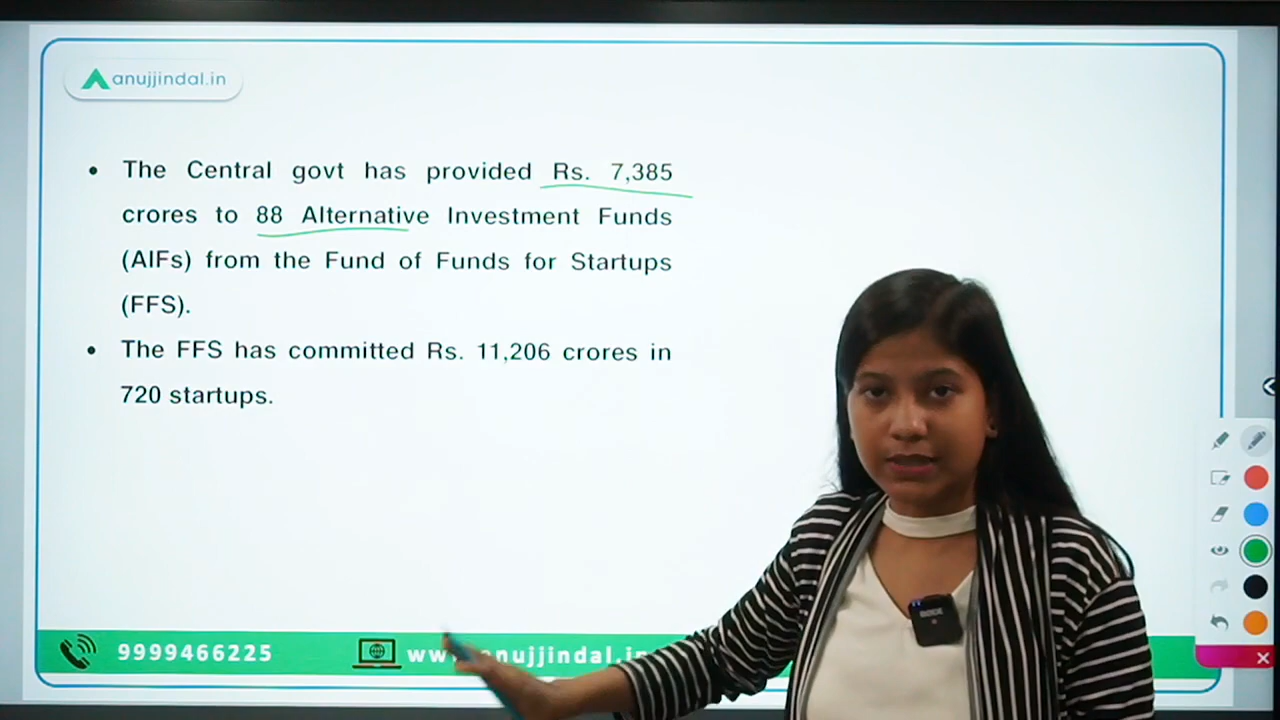 anujjindal.in
• The Central govt has provided Rs. 7,385
crores to 88 Alternative Investment Funds
(AIFs) from the Fund of Funds for Startups
(FFS).
• The FFS has committed Rs. 11,206 crores in
720 startups.
9999466225
RODE